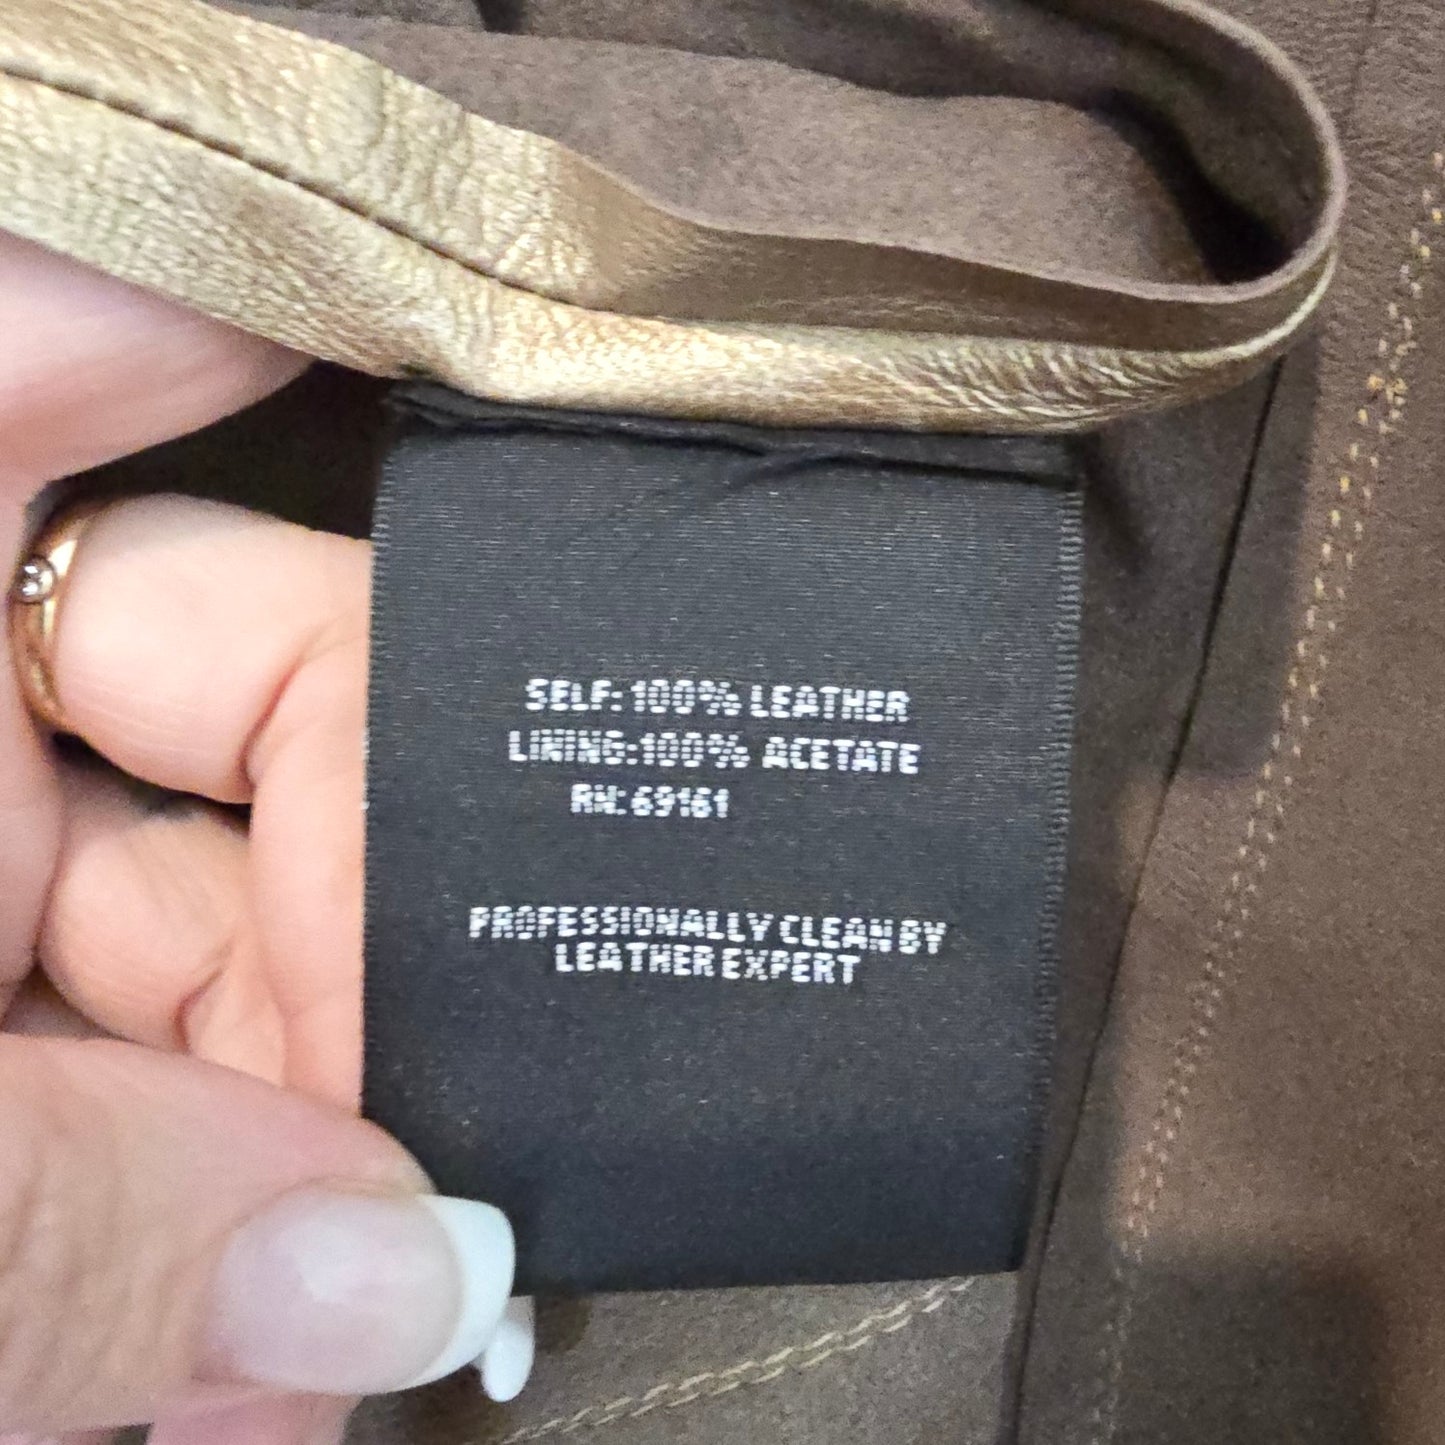 SELF: 100% LEATHER
LINING:100% ACETATE
RN: 69161
PROFESSIONALLY CLEAN BY
LEATHER EXPERT